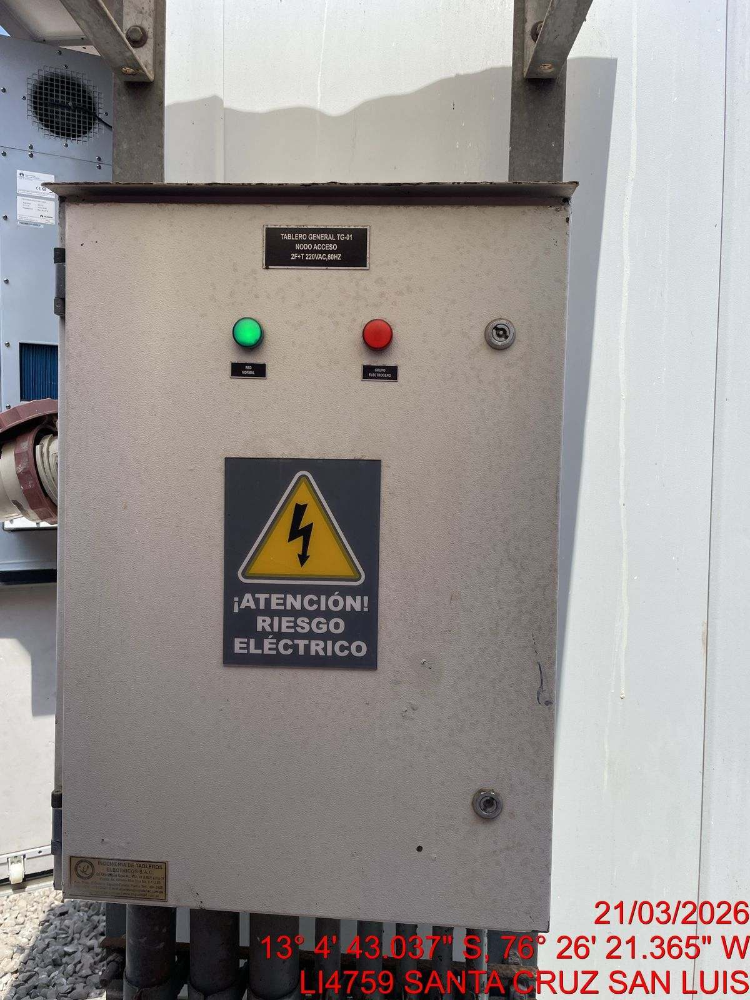 TABLERO GENERAL TG-01
NODO ACCESO
2F+T 220VAC,60HZ
RED
NORMAL
GRUPO
ELECTROGENO
¡ATENCIÓN!
RIESGO
ELÉCTRICO
INGENIERIA DE TABLEROS
ELECTRICOS S.A.C.
21/03/2026
13° 4' 43.037" S, 76° 26' 21.365" W
LI4759 SANTA CRUZ SAN LUIS